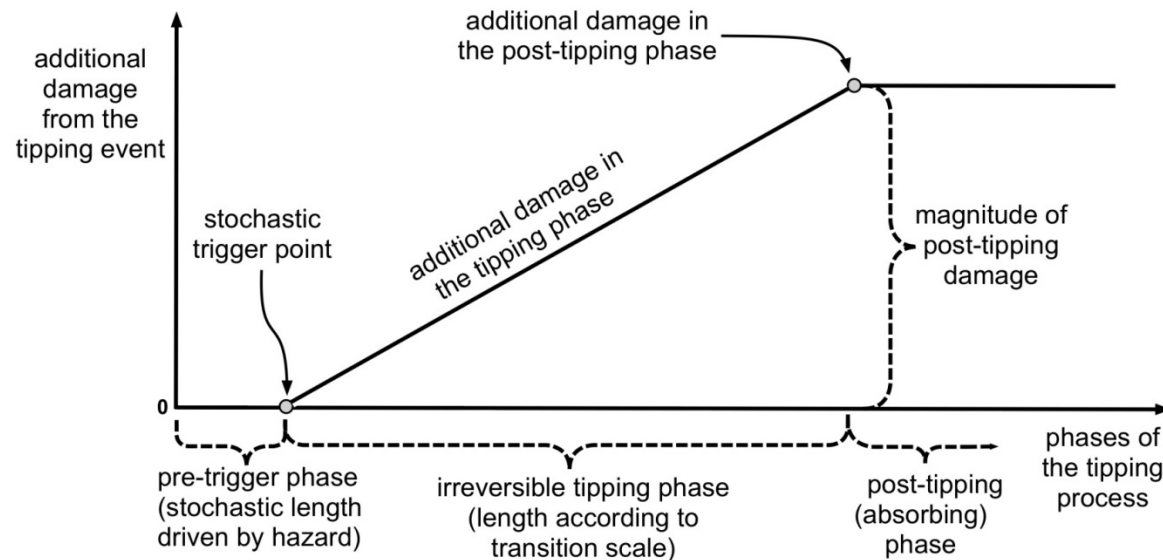 additional
damage
from the
tipping event
additional damage in
the post-tipping phase
stochastic
trigger point
additional damage in
the tipping phase
magnitude of
post-tipping
damage
0
pre-trigger phase
(stochastic length
driven by hazard)
irreversible tipping phase
(length according to
transition scale)
post-tipping
(absorbing)
phase
phases of
the tipping
process